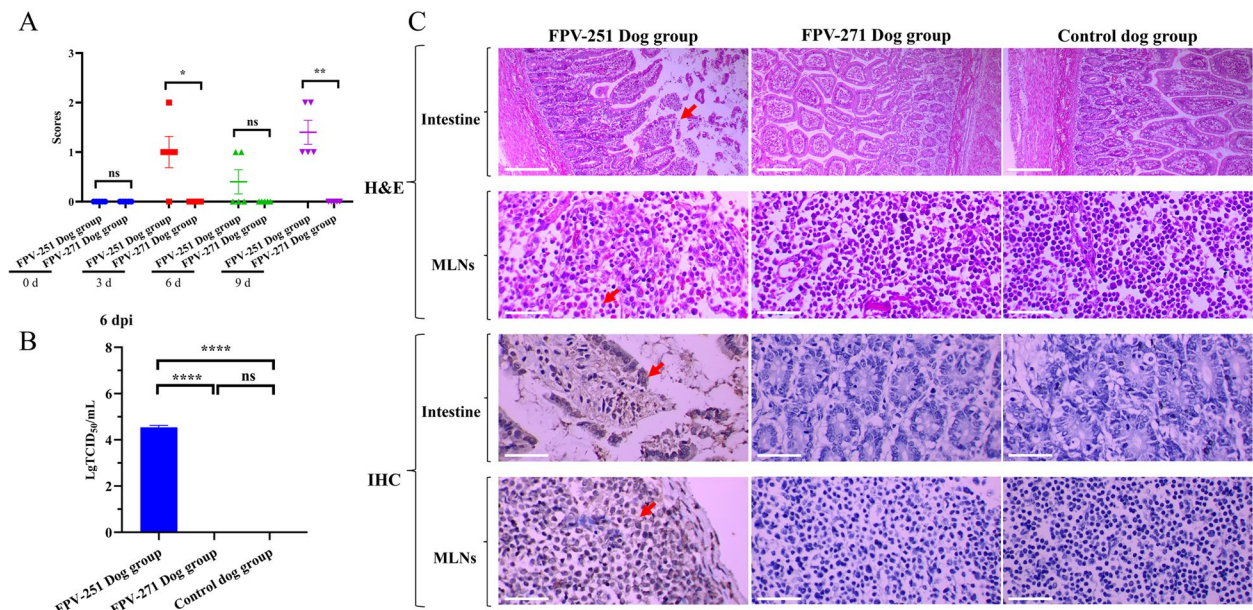 A
3
2
1
0
Scores
ns
*
ns
**
FPV-251 Dog group
FPV-271 Dog group
FPV-251 Dog group
FPV-271 Dog group
FPV-251 Dog group
FPV-271 Dog group
FPV-251 Dog group
FPV-271 Dog group
0 d
3 d
6 d
9 d
B
6 dpi
8
6
4
2
0
LgTCID50/mL
****
****
ns
FPV-251 Dog group
FPV-271 Dog group
Control dog group
C
FPV-251 Dog group
FPV-271 Dog group
Control dog group
H&E
Intestine
MLNs
IHC
Intestine
MLNs